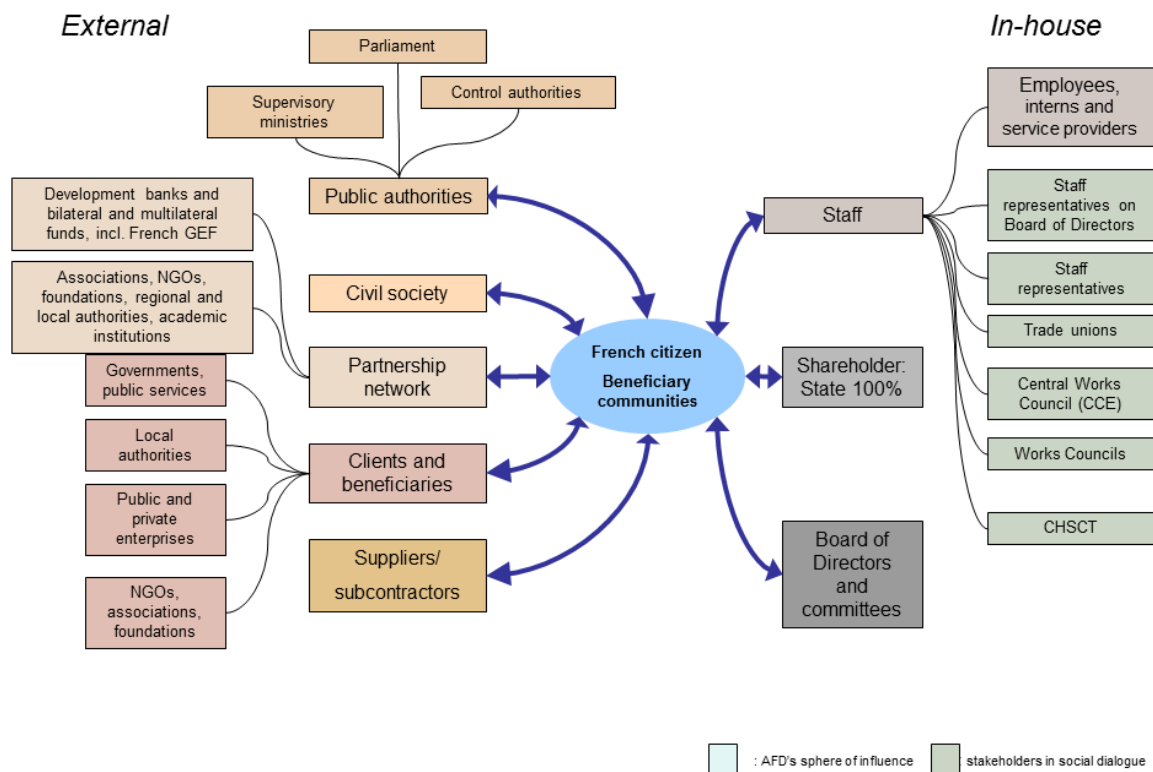 External
In-house
Parliament
Supervisory
ministries
Control authorities
Public authorities
Development banks and
bilateral and multilateral
funds, incl. French GEF
Associations, NGOs,
foundations, regional and
local authorities, academic
institutions
Civil society
Partnership
network
Governments,
public services
Local
authorities
Public and
private
enterprises
NGOs,
associations,
foundations
Clients and
beneficiaries
Suppliers/
subcontractors
French citizen
Beneficiary
communities
Staff
Shareholder:
State 100%
Board of
Directors
and
committees
Employees,
interns and
service providers
Staff
representatives on
Board of Directors
Staff
representatives
Trade unions
Central Works
Council (CCE)
Works Councils
CHSCT
: AFD's sphere of influence
: stakeholders in social dialogue